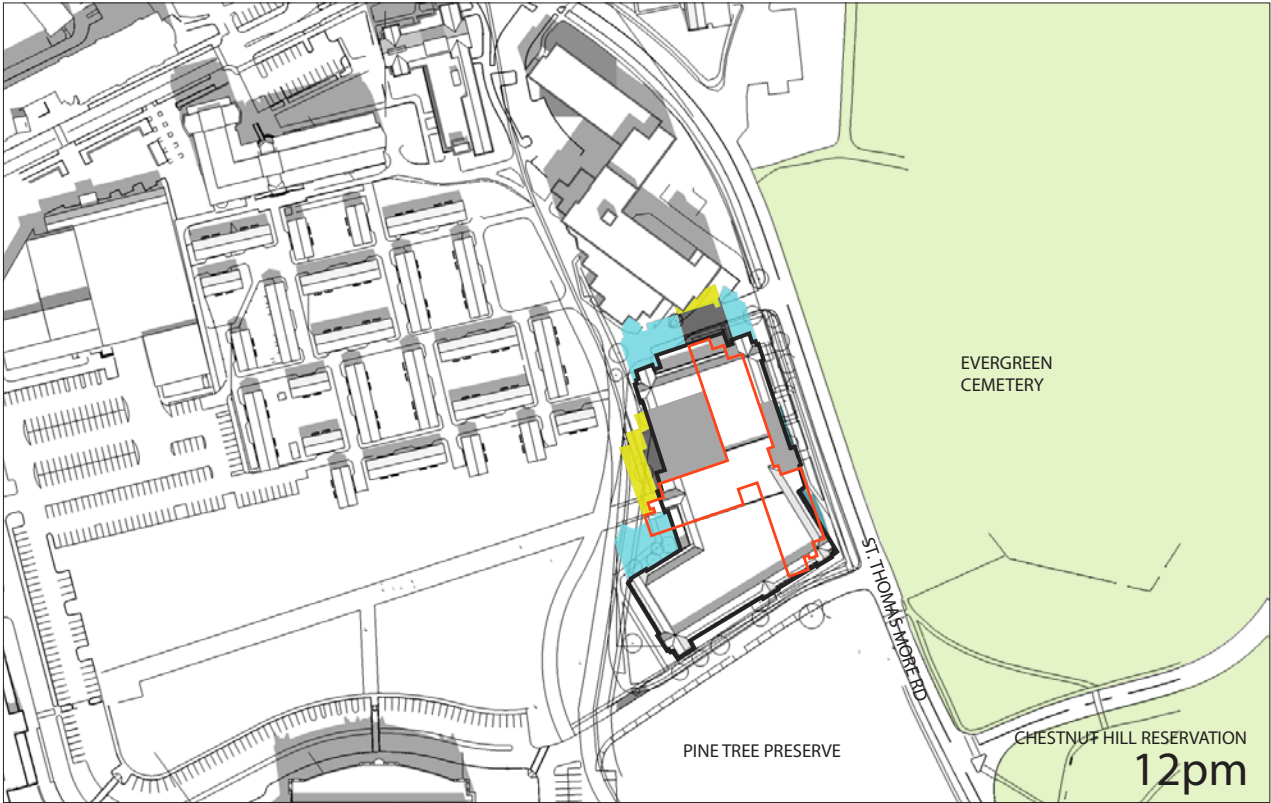 EVERGREEN
CEMETERY
ST. THOMAS MORE RD
PINE TREE PRESERVE
CHESTNUT HILL RESERVATION
12pm